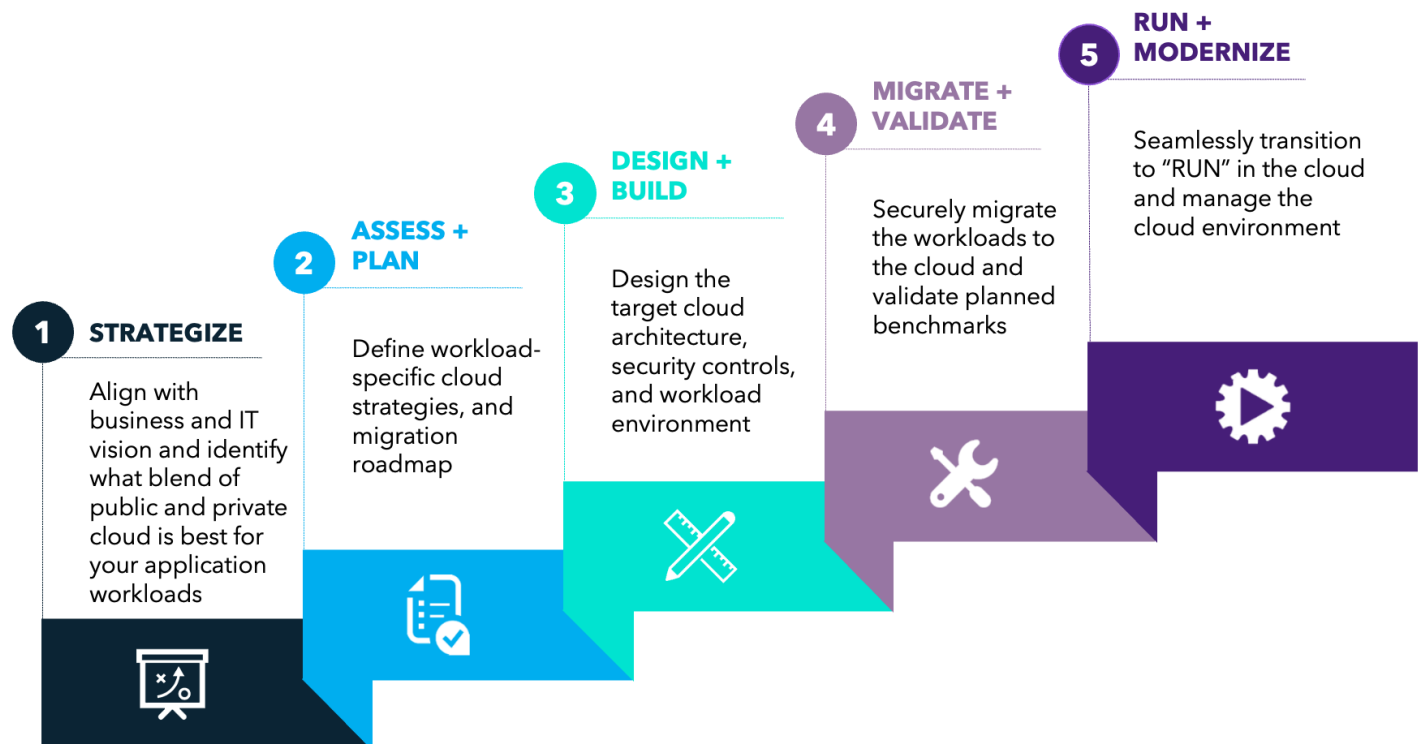 1
STRATEGIZE
Align with
business and IT
vision and identify
what blend of
public and private
cloud is best for
your application
workloads
2
ASSESS +
PLAN
Define workload-
specific cloud
strategies, and
migration
roadmap
3
DESIGN +
BUILD
Design the
target cloud
architecture,
security controls,
and workload
environment
4
MIGRATE +
VALIDATE
Securely migrate
the workloads to
the cloud and
validate planned
benchmarks
5
RUN +
MODERNIZE
Seamlessly transition
to “RUN” in the cloud
and manage the
cloud environment